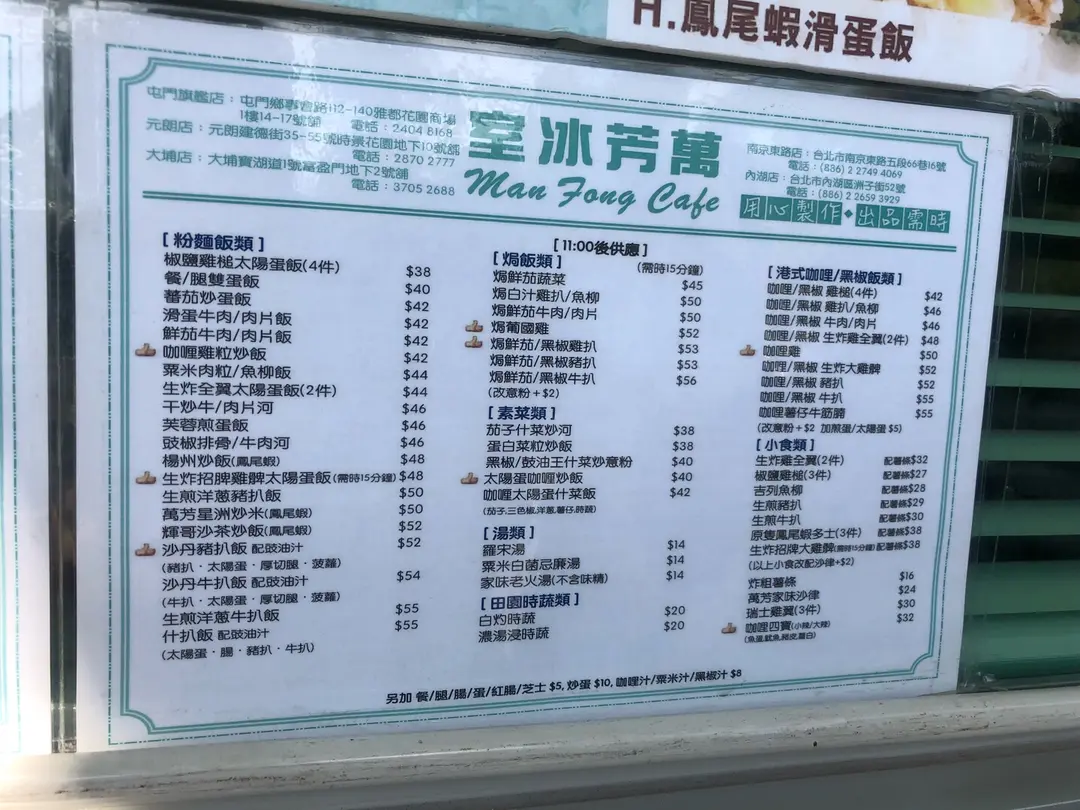 H.鳳尾蝦滑蛋飯
屯門旗艦店：屯門鄉事會路112-140雅都花園商場
1樓14-17號舖 電話：2404 8168
元朗店：元朗建德街35-55號時景花園地下10號舖
電話：2870 2777
大埔店：大埔寶湖道1號富盈門地下2號舖
電話：3705 2688
室冰芳萬
Man Fong Cafe
南京東路店：台北市南京東路五段66巷16號
電話：(886) 2 2749 4069
內湖店：台北市內湖區洲子街52號
電話：(886) 2 2659 3929
用心製作◆出品需時
[11:00後供應]
[粉麵飯類]
椒鹽雞槌太陽蛋飯(4件) $38
餐/腿雙蛋飯 $40
蕃茄炒蛋飯 $42
滑蛋牛肉/肉片飯 $42
鮮茄牛肉/肉片飯 $42
咖喱雞粒炒飯 $42
粟米肉粒/魚柳飯 $44
生炸全翼太陽蛋飯(2件) $44
干炒牛/肉片河 $46
芙蓉煎蛋飯 $46
豉椒排骨/牛肉河 $46
楊州炒飯(鳳尾蝦) $48
生炸招牌雞髀太陽蛋飯(需時15分鐘) $48
生煎洋蔥豬扒飯 $50
萬芳星洲炒米(鳳尾蝦) $50
輝哥沙茶炒飯(鳳尾蝦) $52
沙丹豬扒飯 配豉油汁 $52
(豬扒．太陽蛋．厚切腿．菠蘿)
沙丹牛扒飯 配豉油汁 $54
(牛扒．太陽蛋．厚切腿．菠蘿)
生煎洋蔥牛扒飯 $55
什扒飯 配豉油汁 $55
(太陽蛋．腸．豬扒．牛扒)
[焗飯類] (需時15分鐘)
焗鮮茄蔬菜 $45
焗白汁雞扒/魚柳 $50
焗鮮茄牛肉/肉片 $50
焗葡國雞 $52
焗鮮茄/黑椒雞扒 $53
焗鮮茄/黑椒豬扒 $53
焗鮮茄/黑椒牛扒 $56
(改意粉+$2)
[素菜類]
茄子什菜炒河 $38
蛋白菜粒炒飯 $38
黑椒/鼓油王什菜炒意粉 $40
太陽蛋咖喱炒飯 $40
咖喱太陽蛋什菜飯 $42
(茄子,三色椒,洋蔥,薯仔,時蔬)
[湯類]
羅宋湯 $14
粟米白菌忌廉湯 $14
家味老火湯(不含味精) $14
[田園時蔬類]
白灼時蔬 $20
濃湯浸時蔬 $20
[港式咖喱/黑椒飯類]
咖喱/黑椒 雞槌(4件) $42
咖喱/黑椒 雞扒/魚柳 $46
咖喱/黑椒 牛肉/肉片 $46
咖喱/黑椒 生炸雞全翼(2件) $48
咖喱雞 $50
咖喱/黑椒 生炸大雞髀 $52
咖喱/黑椒 豬扒 $52
咖喱/黑椒 牛扒 $55
咖喱薯仔牛筋腩 $55
(改意粉+$2 加煎蛋/太陽蛋 $5)
[小食類]
生炸雞全翼(2件) 配薯條$32
椒鹽雞槌(3件) 配薯條$27
吉列魚柳 配薯條$28
生煎豬扒 配薯條$29
生煎牛扒 配薯條$30
原隻鳳尾蝦多士(3件) 配薯條$38
生炸招牌大雞髀(需時15分鐘) 配薯條$38
(以上小食改配沙律+$2)
炸粗薯條 $16
萬芳家味沙律 $24
瑞士雞翼(3件) $30
咖喱四寶(小辣/大辣) $32
(魚蛋,魷魚,豬皮,蘿白)
另加 餐/腿/腸/蛋/紅腸/芝士 $5, 炒蛋 $10, 咖喱汁/粟米汁/黑椒汁 $8